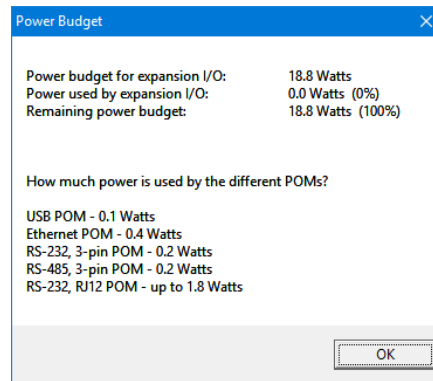 Power Budget
Power budget for expansion I/O: 18.8 Watts
Power used by expansion I/O: 0.0 Watts (0%)
Remaining power budget: 18.8 Watts (100%)
How much power is used by the different POMs?
USB POM - 0.1 Watts
Ethernet POM - 0.4 Watts
RS-232, 3-pin POM - 0.2 Watts
RS-485, 3-pin POM - 0.2 Watts
RS-232, RJ12 POM - up to 1.8 Watts
OK